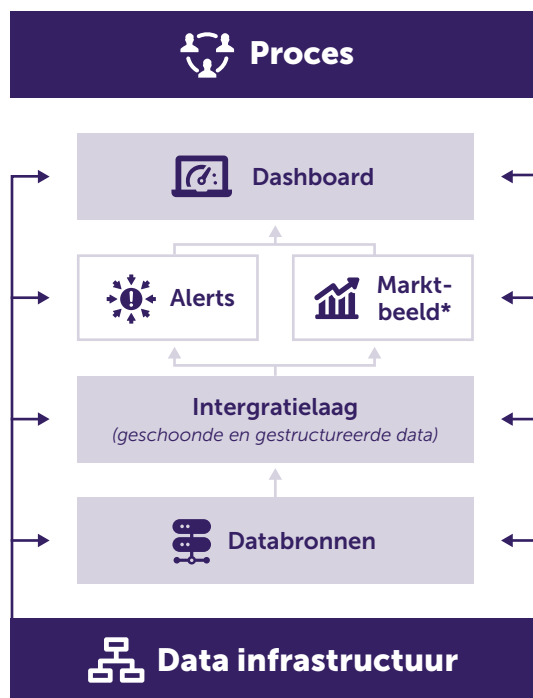 Proces
Dashboard
Alerts
Markt-
beeld*
Intergratielaag
(geschoonde en gestructureerde data)
Databronnen
Data infrastructuur